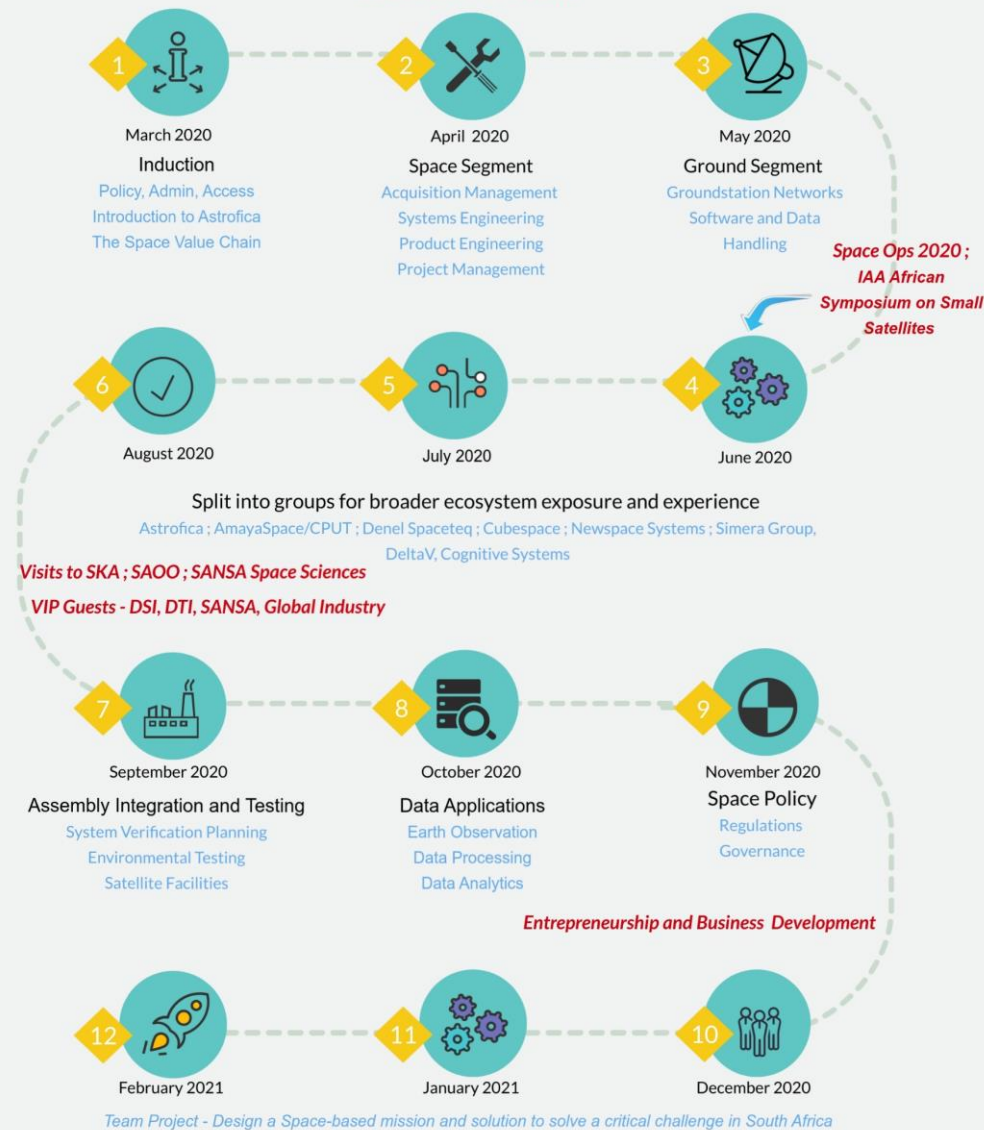 1
2
3
March 2020
April 2020
May 2020
Induction
Space Segment
Ground Segment
Policy, Admin, Access
Introduction to Astrofica
The Space Value Chain
Acquisition Management
Systems Engineering
Product Engineering
Project Management
Groundstation Networks
Software and Data
Handling
Space Ops 2020 ;
IAA African
Symposium on Small
Satellites
6
5
4
August 2020
July 2020
June 2020
Split into groups for broader ecosystem exposure and experience
Astrofica ; AmayaSpace/CPUT ; Denel Spaceteq ; Cubespace ; Newspace Systems ; Simera Group,
DeltaV, Cognitive Systems
Visits to SKA ; SAOO ; SANSA Space Sciences
VIP Guests - DSI, DTI, SANSA, Global Industry
7
8
9
September 2020
October 2020
November 2020
Assembly Integration and Testing
Data Applications
Space Policy
System Verification Planning
Environmental Testing
Satellite Facilities
Earth Observation
Data Processing
Data Analytics
Regulations
Governance
Entrepreneurship and Business Development
12
11
10
February 2021
January 2021
December 2020
Team Project - Design a Space-based mission and solution to solve a critical challenge in South Africa